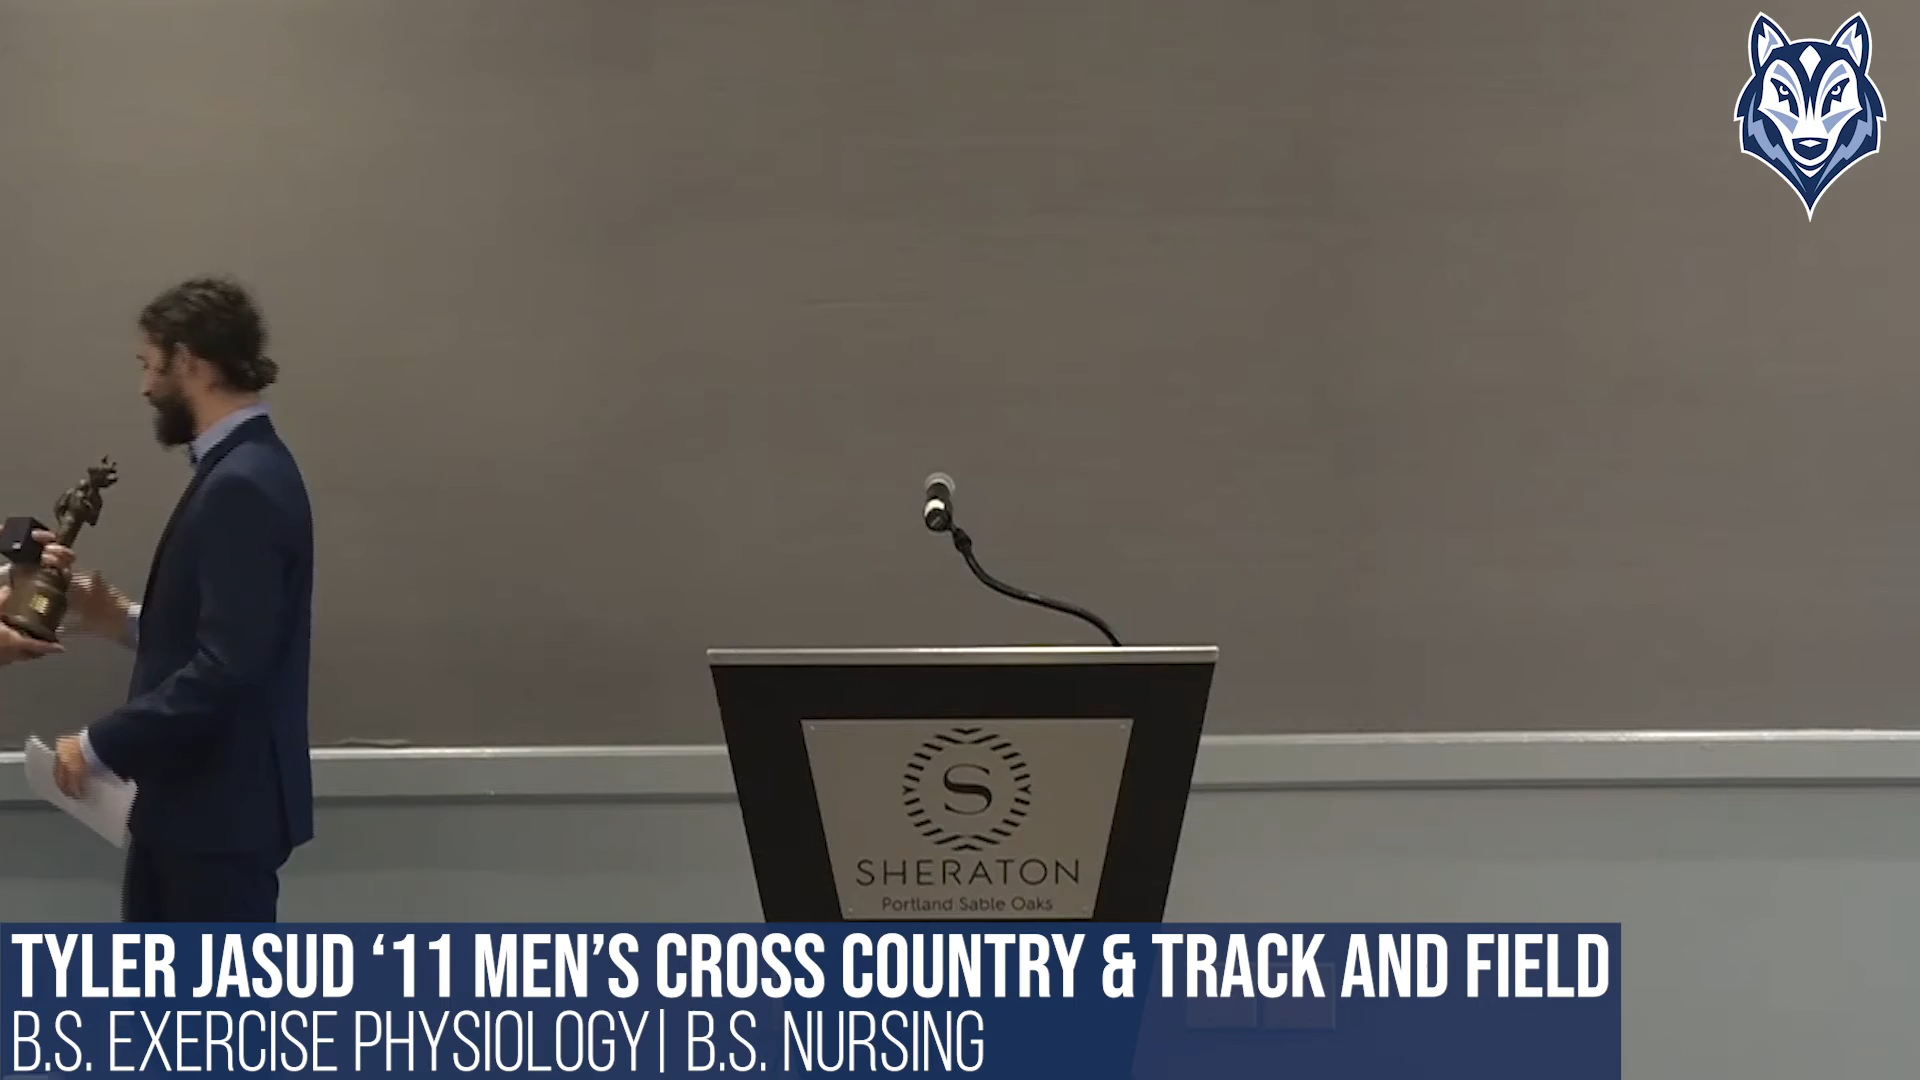 S
SHERATON
Portland Sable Oaks
TYLER JASUD ‘11 MEN’S CROSS COUNTRY & TRACK AND FIELD
B.S. EXERCISE PHYSIOLOGY| B.S. NURSING